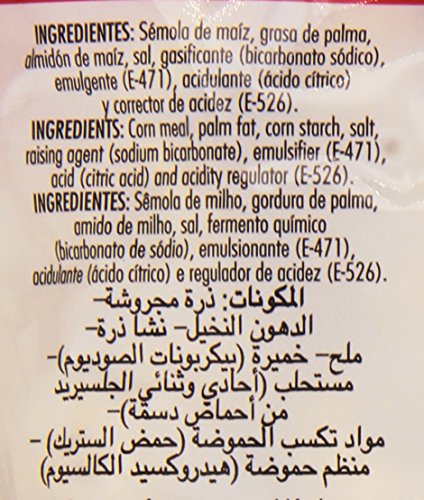 INGREDIENTES: Sémola de maíz, grasa de palma,
almidón de maíz, sal, gasificante (bicarbonato sódico),
emulgente (E-471), acidulante (ácido cítrico)
y corrector de acidez (E-526).
INGREDIENTS: Corn meal, palm fat, corn starch, salt,
raising agent (sodium bicarbonate), emulsifier (E-471),
acid (citric acid) and acidity regulator (E-526).
INGREDIENTES: Sêmola de milho, gordura de palma,
amido de milho, sal, fermento químico
(bicarbonato de sódio), emulsionante (E-471),
acidulante (ácido cítrico) e regulador de acidez (E-526).
المكونات: ذرة مجروشة–
الدهون النخيل– نشا ذرة–
ملح– خميرة (بيكربونات الصوديوم)–
مستحلب (أحادي وثنائي الجلسيريد
من أحماض دسمة)–
مواد تكسب الحموضة (حمض الستريك)–
منظم حموضة (هيدروكسيد الكالسيوم)